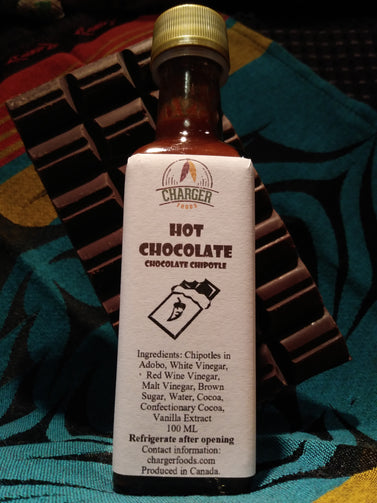 CHARGER
FOODS
HOT
CHOCOLATE
CHOCOLATE CHIPOTLE
Ingredients: Chipotles in
Adobo, White Vinegar,
Red Wine Vinegar,
Malt Vinegar, Brown
Sugar, Water, Cocoa,
Confectionary Cocoa,
Vanilla Extract
100 ML
Refrigerate after opening
Contact information:
chargerfoods.com
Produced in Canada.